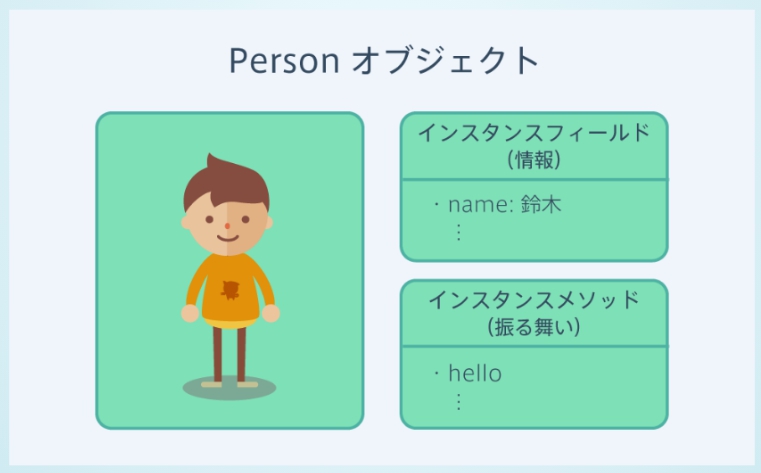 Person オブジェクト
インスタンスフィールド
(情報)
・name: 鈴木
⋮
インスタンスメソッド
(振る舞い)
・hello
⋮